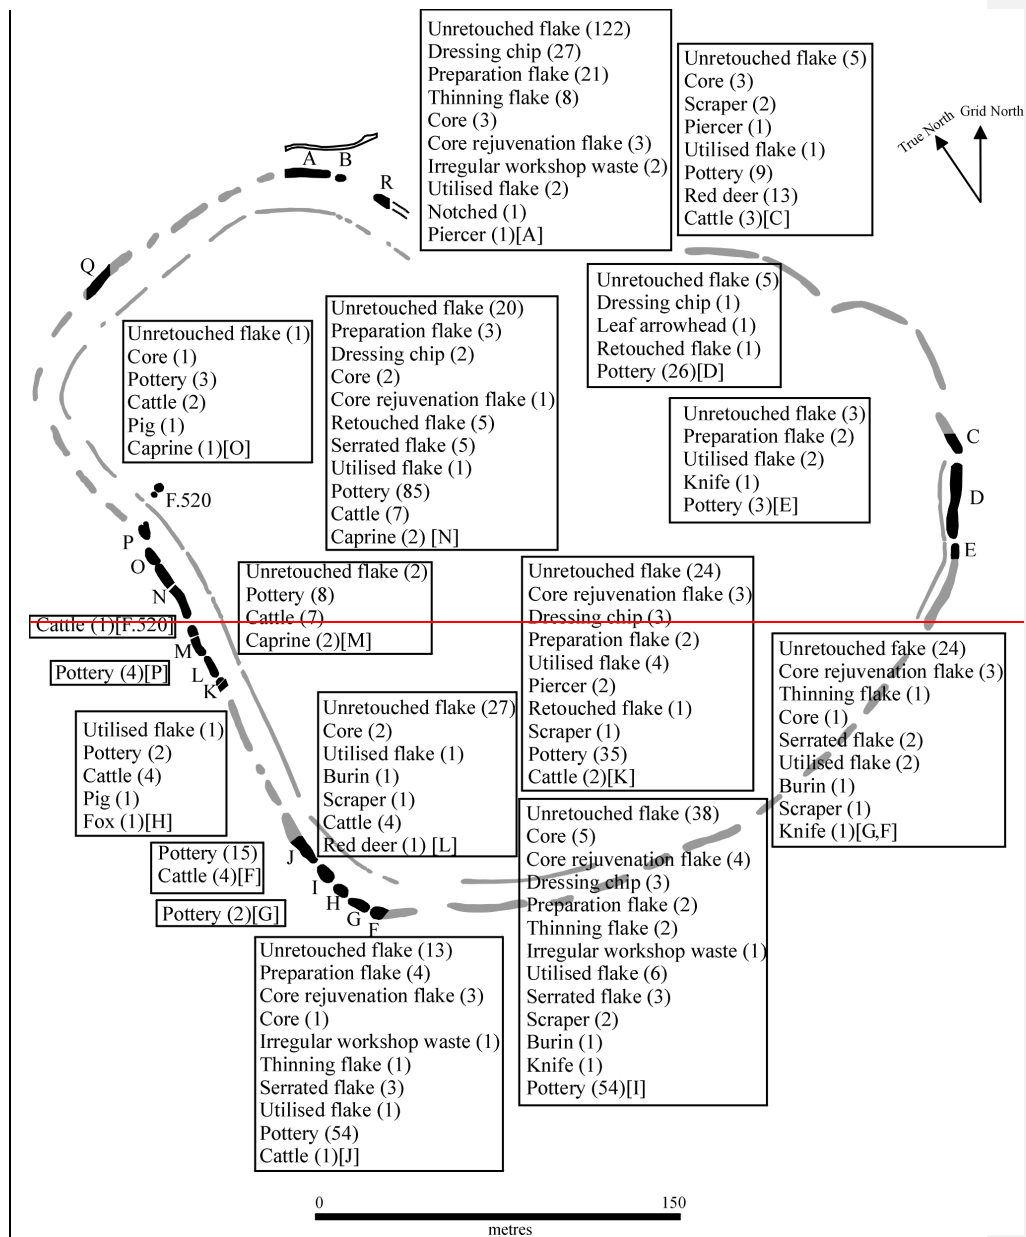 Unretouched flake (122)
Dressing chip (27)
Preparation flake (21)
Thinning flake (8)
Core (3)
Core rejuvenation flake (3)
Irregular workshop waste (2)
Utilised flake (2)
Notched (1)
Piercer (1)[A]
Unretouched flake (5)
Core (3)
Scraper (2)
Piercer (1)
Utilised flake (1)
Pottery (9)
Red deer (13)
Cattle (3)[C]
True North
Grid North
A
B
R
Q
Unretouched flake (5)
Dressing chip (1)
Leaf arrowhead (1)
Retouched flake (1)
Pottery (26)[D]
Unretouched flake (1)
Core (1)
Pottery (3)
Cattle (2)
Pig (1)
Caprine (1)[O]
Unretouched flake (20)
Preparation flake (3)
Dressing chip (2)
Core (2)
Core rejuvenation flake (1)
Retouched flake (5)
Serrated flake (5)
Utilised flake (1)
Pottery (85)
Cattle (7)
Caprine (2) [N]
Unretouched flake (3)
Preparation flake (2)
Utilised flake (2)
Knife (1)
Pottery (3)[E]
C
D
E
F.520
P
O
N
M
L
K
Unretouched flake (2)
Pottery (8)
Cattle (7)
Caprine (2)[M]
Cattle (1)[F.520]
Pottery (4)[P]
Unretouched flake (24)
Core rejuvenation flake (3)
Dressing chip (3)
Preparation flake (2)
Utilised flake (4)
Piercer (2)
Retouched flake (1)
Scraper (1)
Pottery (35)
Cattle (2)[K]
Unretouched fake (24)
Core rejuvenation flake (3)
Thinning flake (1)
Core (1)
Serrated flake (2)
Utilised flake (2)
Burin (1)
Scraper (1)
Knife (1)[G,F]
Utilised flake (1)
Pottery (2)
Cattle (4)
Pig (1)
Fox (1)[H]
Unretouched flake (27)
Core (2)
Utilised flake (1)
Burin (1)
Scraper (1)
Cattle (4)
Red deer (1) [L]
Pottery (15)
Cattle (4)[F]
Pottery (2)[G]
J
I
H
G
F
Unretouched flake (38)
Core (5)
Core rejuvenation flake (4)
Dressing chip (3)
Preparation flake (2)
Thinning flake (2)
Irregular workshop waste (1)
Utilised flake (6)
Serrated flake (3)
Scraper (2)
Burin (1)
Knife (1)
Pottery (54)[I]
Unretouched flake (13)
Preparation flake (4)
Core rejuvenation flake (3)
Core (1)
Irregular workshop waste (1)
Thinning flake (1)
Serrated flake (3)
Utilised flake (1)
Pottery (54)
Cattle (1)[J]
0
150
metres